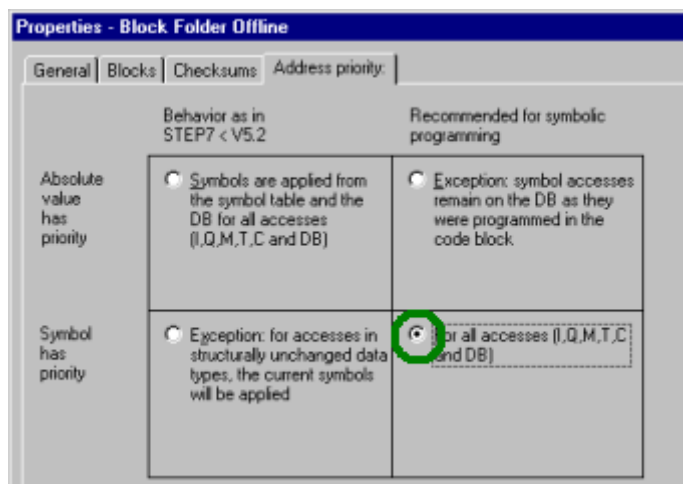 Properties - Block Folder Offline
General Blocks Checksums Address priority:
Behavior as in
STEP7 < V5.2
Recommended for symbolic
programming
Absolute
value
has
priority
Symbols are applied from
the symbol table and the
DB for all accesses
(I,Q,M,T,C and DB)
Exception: symbol accesses
remain on the DB as they
were programmed in the
code block
Symbol
has
priority
Exception: for accesses in
structurally unchanged data
types, the current symbols
will be applied
For all accesses (I,Q,M,T,C
and DB)